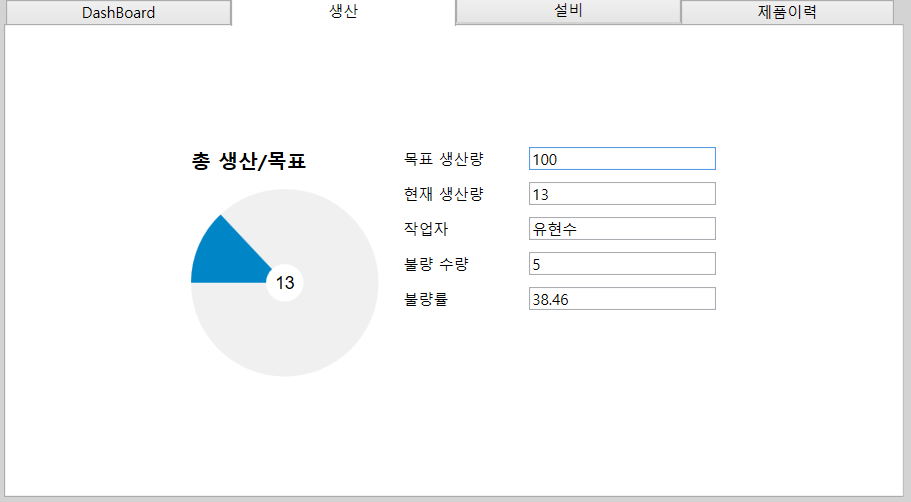 DashBoard 생산 설비 제품이력
총 생산/목표
13
목표 생산량 100
현재 생산량 13
작업자 유현수
불량 수량 5
불량률 38.46